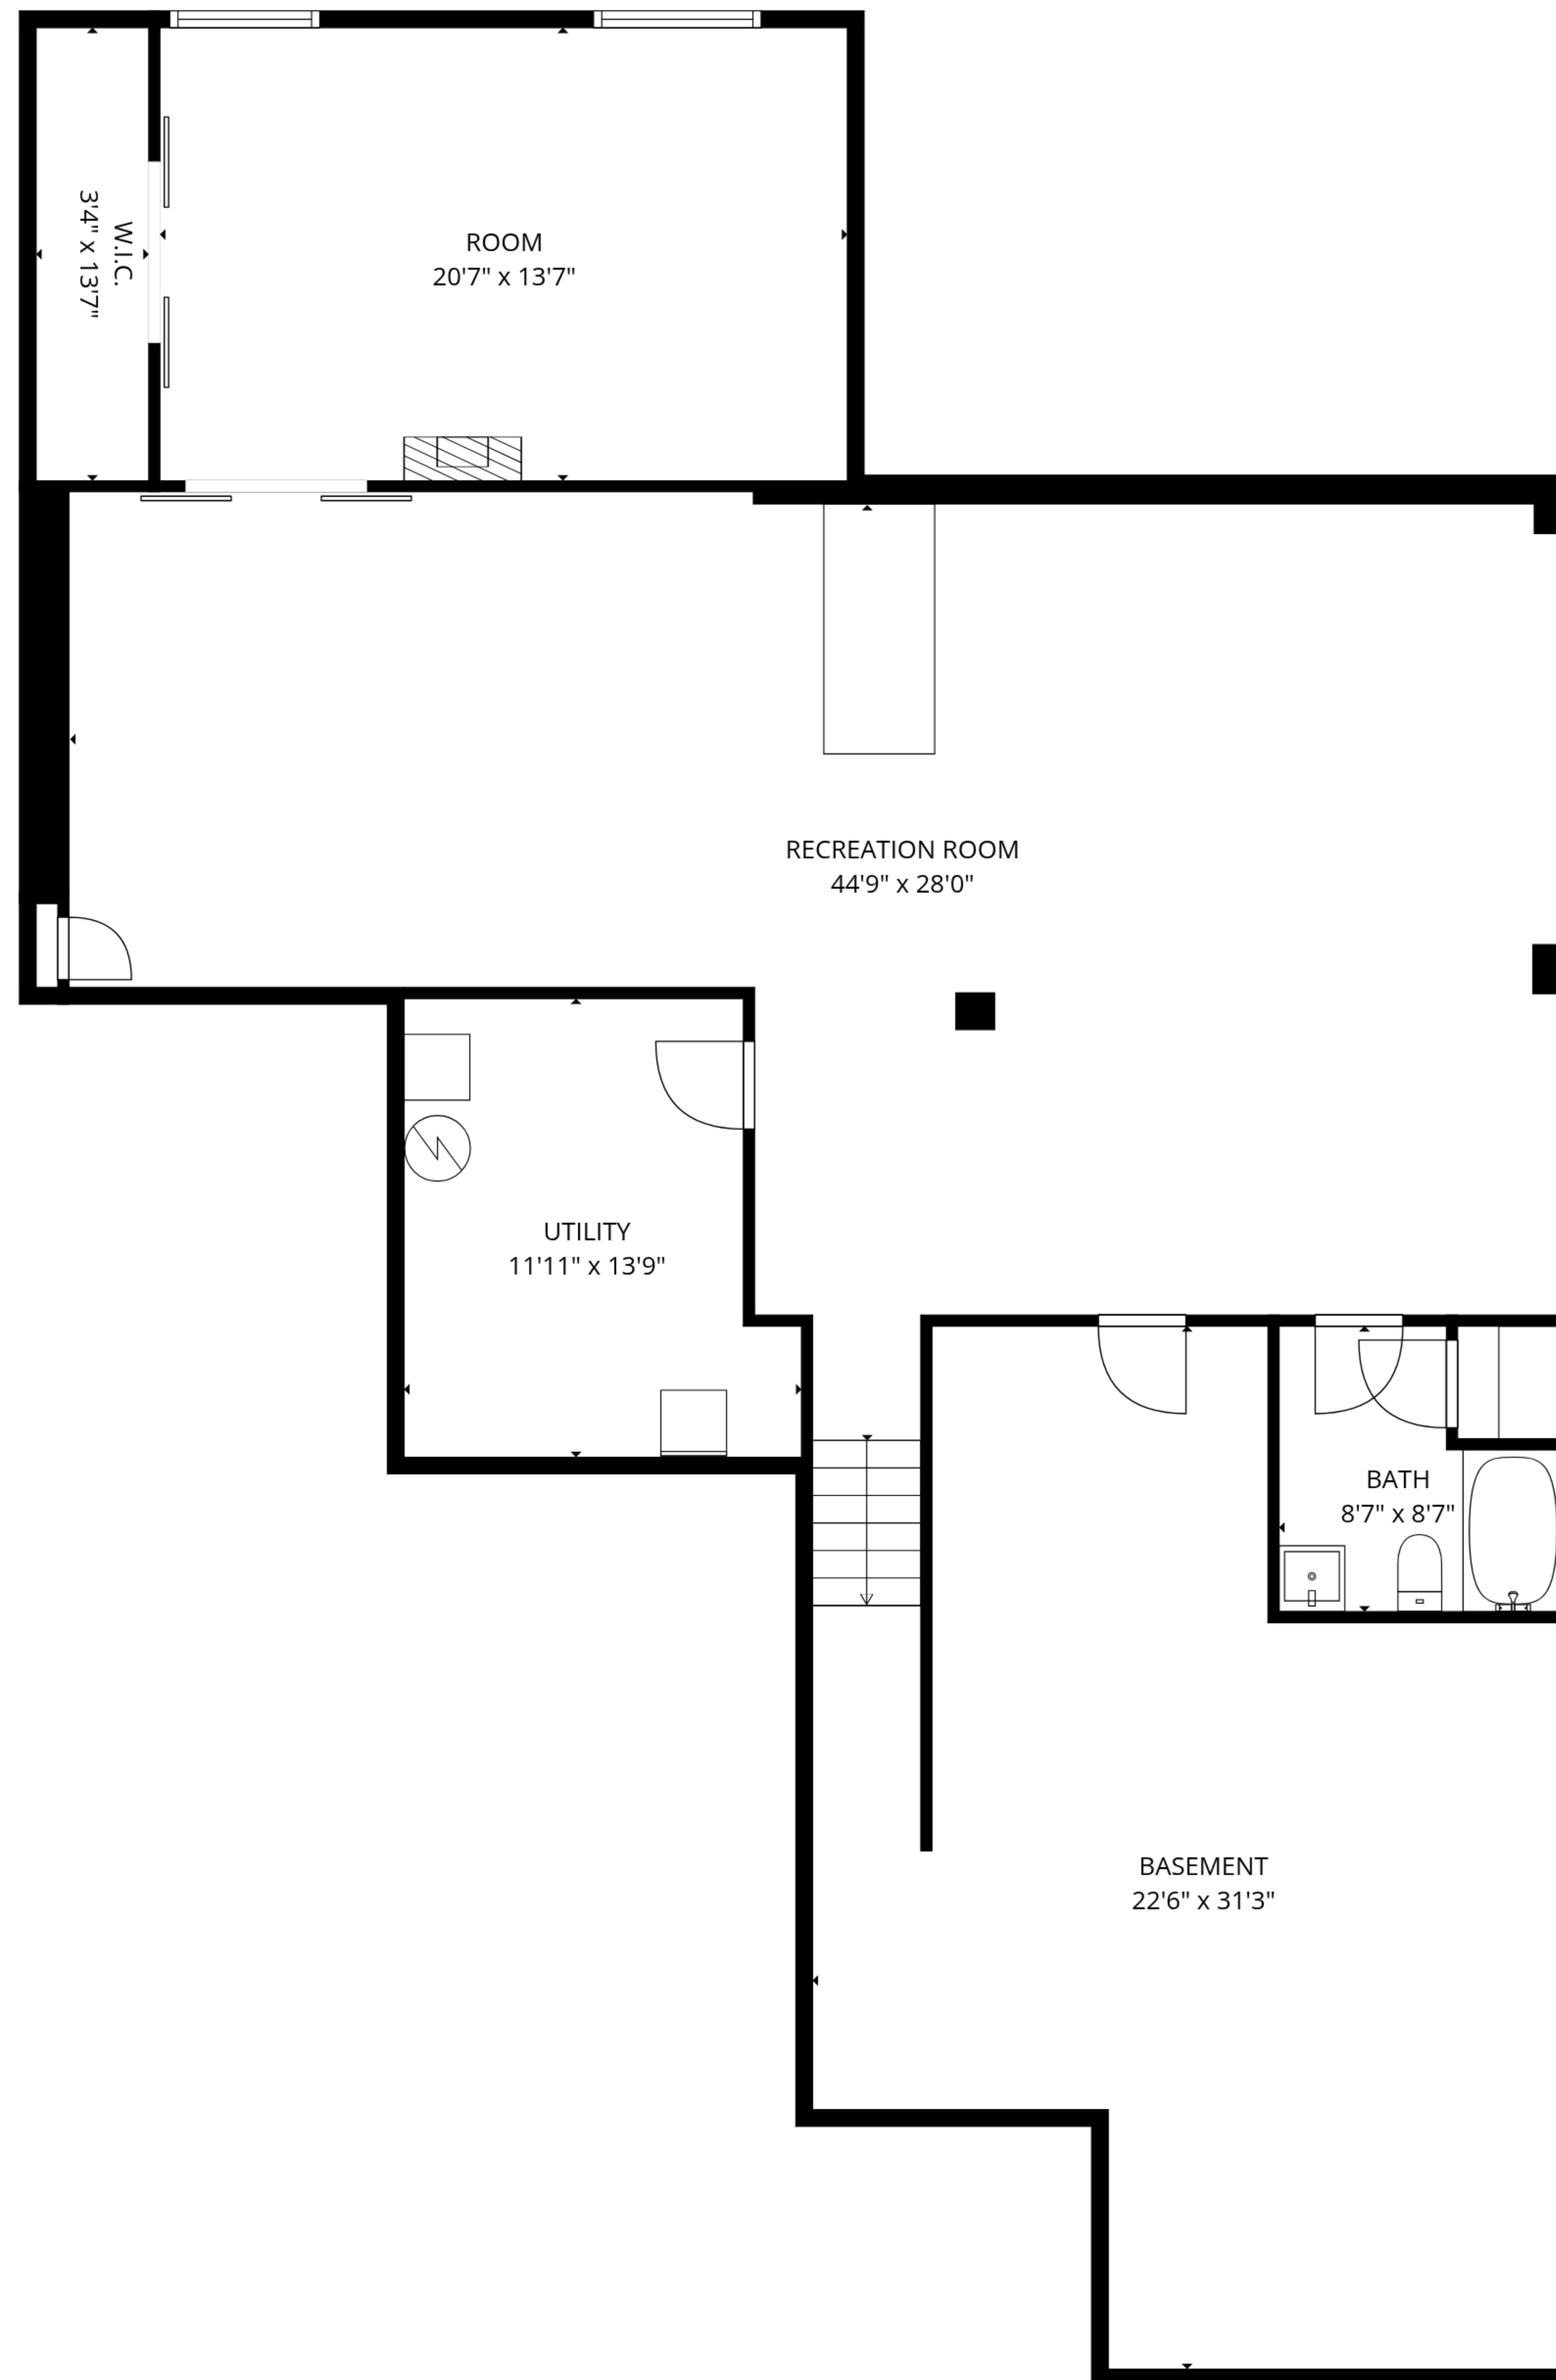 W.I.C.
3'4" x 13'7"
ROOM
20'7" x 13'7"
RECREATION ROOM
44'9" x 28'0"
UTILITY
11'11" x 13'9"
BATH
8'7" x 8'7"
BASEMENT
22'6" x 31'3"